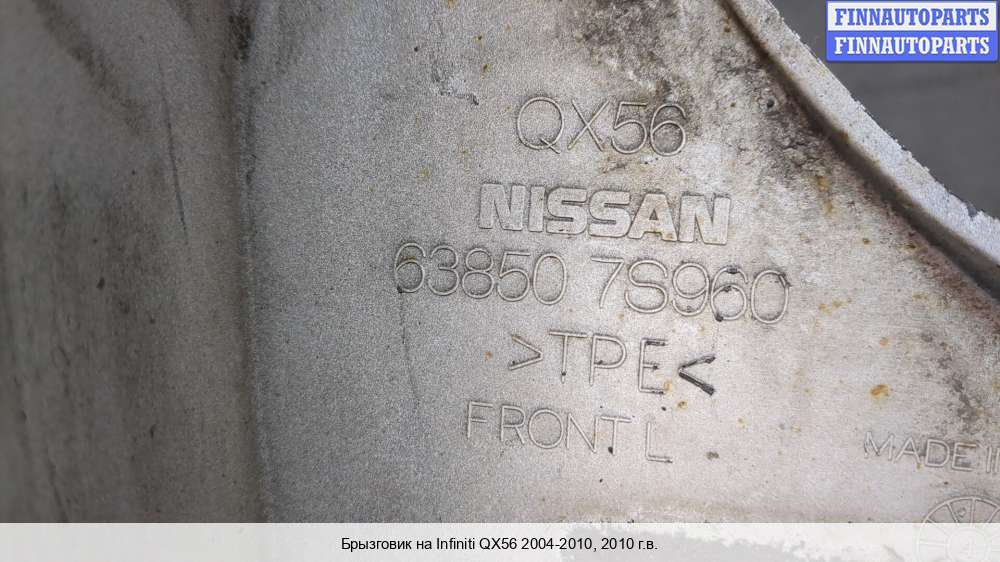 FINNAUTOPARTS
FINNAUTOPARTS
QX56
NISSAN
63850 7S960
>TPE<
FRONT L
MADE I
Брызговик на Infiniti QX56 2004-2010, 2010 г.в.